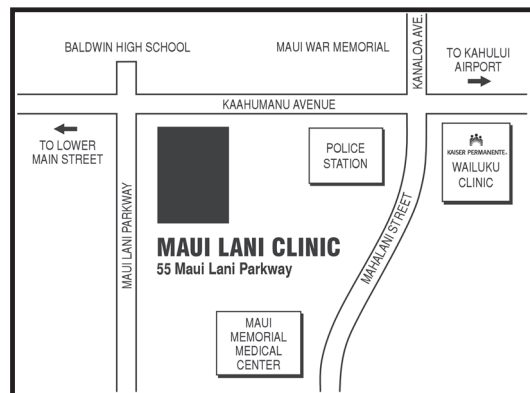 BALDWIN HIGH SCHOOL
MAUI WAR MEMORIAL
KANALOA AVE.
TO KAHULUI
AIRPORT
KAAHUMANU AVENUE
TO LOWER
MAIN STREET
POLICE
STATION
KAISER PERMANENTE®
WAILUKU
CLINIC
MAUI LANI PARKWAY
MAHALANI STREET
MAUI LANI CLINIC
55 Maui Lani Parkway
MAUI
MEMORIAL
MEDICAL
CENTER